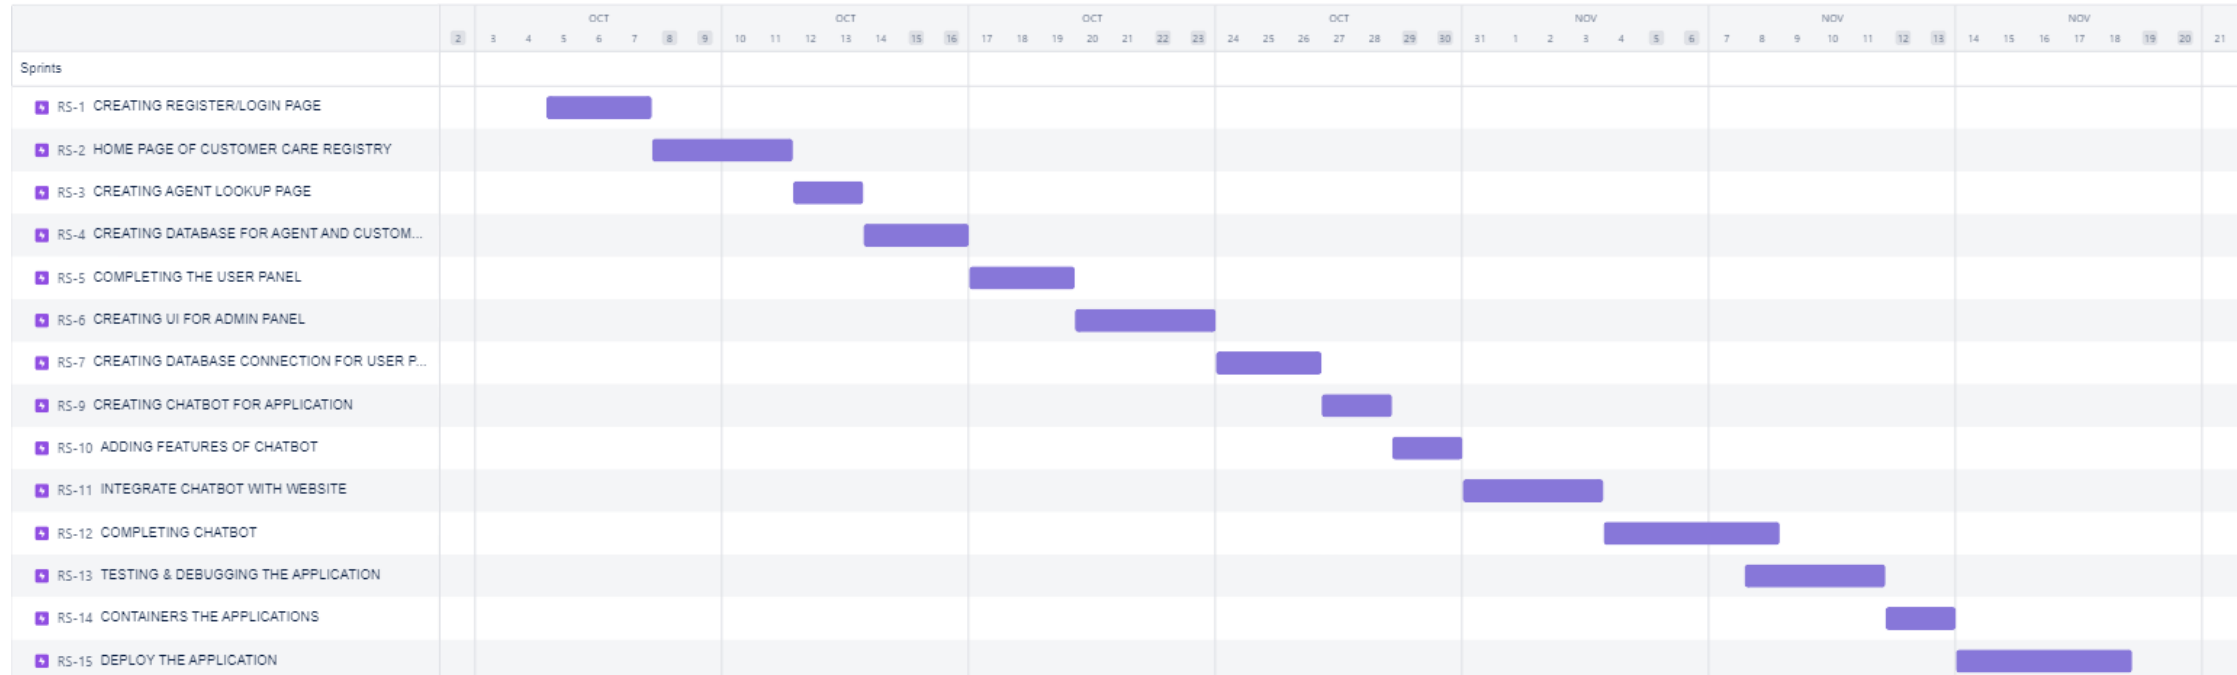 OCT OCT OCT OCT NOV NOV NOV
2 3 4 5 6 7 8 9 10 11 12 13 14 15 16 17 18 19 20 21 22 23 24 25 26 27 28 29 30 31 1 2 3 4 5 6 7 8 9 10 11 12 13 14 15 16 17 18 19 20 21
Sprints
RS-1 CREATING REGISTER/LOGIN PAGE
RS-2 HOME PAGE OF CUSTOMER CARE REGISTRY
RS-3 CREATING AGENT LOOKUP PAGE
RS-4 CREATING DATABASE FOR AGENT AND CUSTOM...
RS-5 COMPLETING THE USER PANEL
RS-6 CREATING UI FOR ADMIN PANEL
RS-7 CREATING DATABASE CONNECTION FOR USER P...
RS-9 CREATING CHATBOT FOR APPLICATION
RS-10 ADDING FEATURES OF CHATBOT
RS-11 INTEGRATE CHATBOT WITH WEBSITE
RS-12 COMPLETING CHATBOT
RS-13 TESTING & DEBUGGING THE APPLICATION
RS-14 CONTAINERS THE APPLICATIONS
RS-15 DEPLOY THE APPLICATION